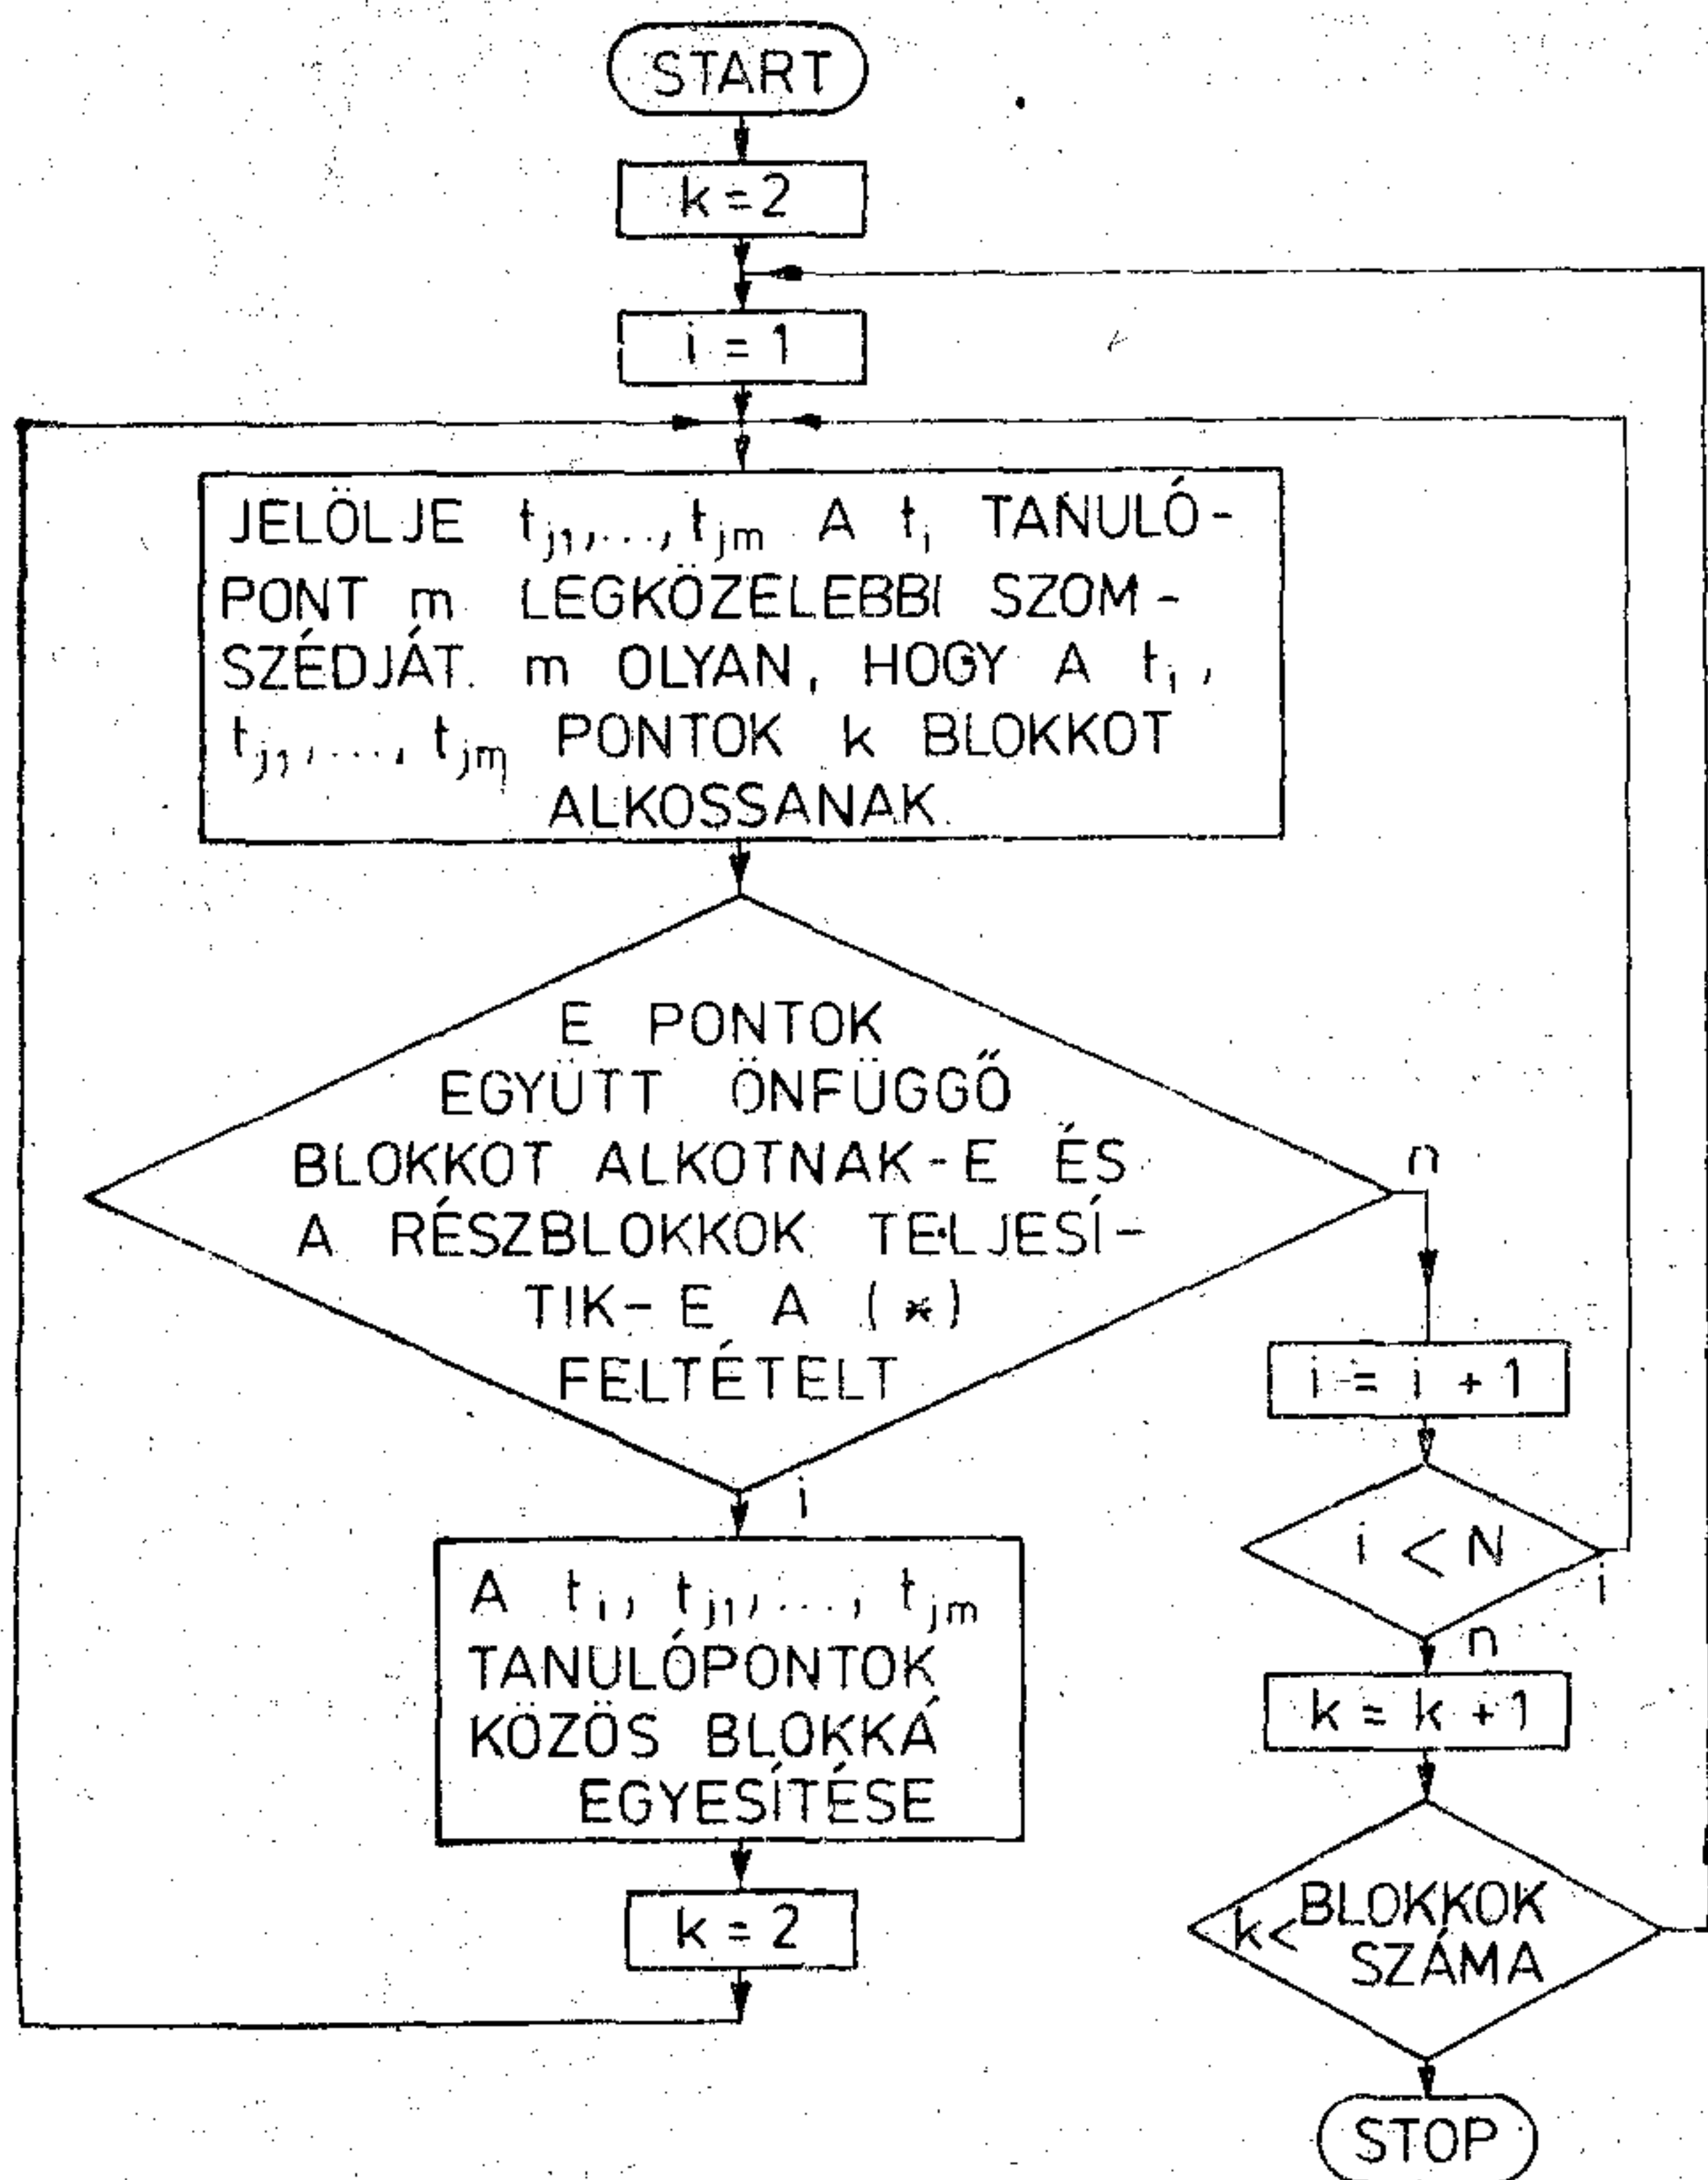 START
k = 2
i = 1
JELÖLJE t_j1,..., t_jm A t_i TANULÓ-
PONT m LEGKÖZELEBBI SZOM-
SZÉDJÁT. m OLYAN, HOGY A t_i,
t_j1,..., t_jm PONTOK k BLOKKOT
ALKOSSANAK
E PONTOK
EGYÜTT ÖNFÜGGŐ
BLOKKOT ALKOTNAK-E ÉS
A RÉSZBLOKKOK TELJESÍ-
TIK-E A (*)
FELTÉTELT
n
i
i = i + 1
i < N
i
n
A t_i, t_j1,..., t_jm
TANULÓPONTOK
KÖZÖS BLOKKÁ
EGYESÍTÉSE
k = 2
k = k + 1
k< BLOKKOK
SZÁMA
STOP